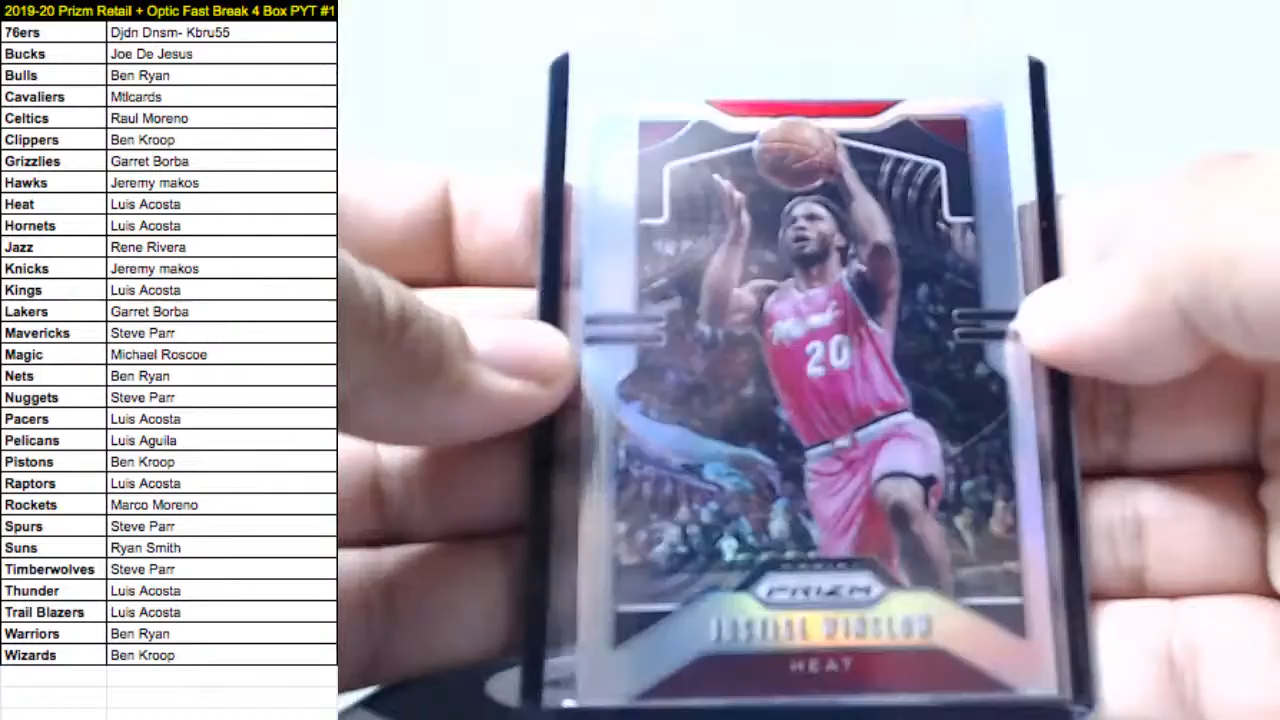 2019-20 Prizm Retail + Optic Fast Break 4 Box PYT #1
76ers Djdn Dnsm- Kbru55
Bucks Joe De Jesus
Bulls Ben Ryan
Cavaliers Mtlcards
Celtics Raul Moreno
Clippers Ben Kroop
Grizzlies Garret Borba
Hawks Jeremy makos
Heat Luis Acosta
Hornets Luis Acosta
Jazz Rene Rivera
Knicks Jeremy makos
Kings Luis Acosta
Lakers Garret Borba
Mavericks Steve Parr
Magic Michael Roscoe
Nets Ben Ryan
Nuggets Steve Parr
Pacers Luis Acosta
Pelicans Luis Aguila
Pistons Ben Kroop
Raptors Luis Acosta
Rockets Marco Moreno
Spurs Steve Parr
Suns Ryan Smith
Timberwolves Steve Parr
Thunder Luis Acosta
Trail Blazers Luis Acosta
Warriors Ben Ryan
Wizards Ben Kroop
20
PANINI
PRIZM
JUSTISE WINSLOW
HEAT